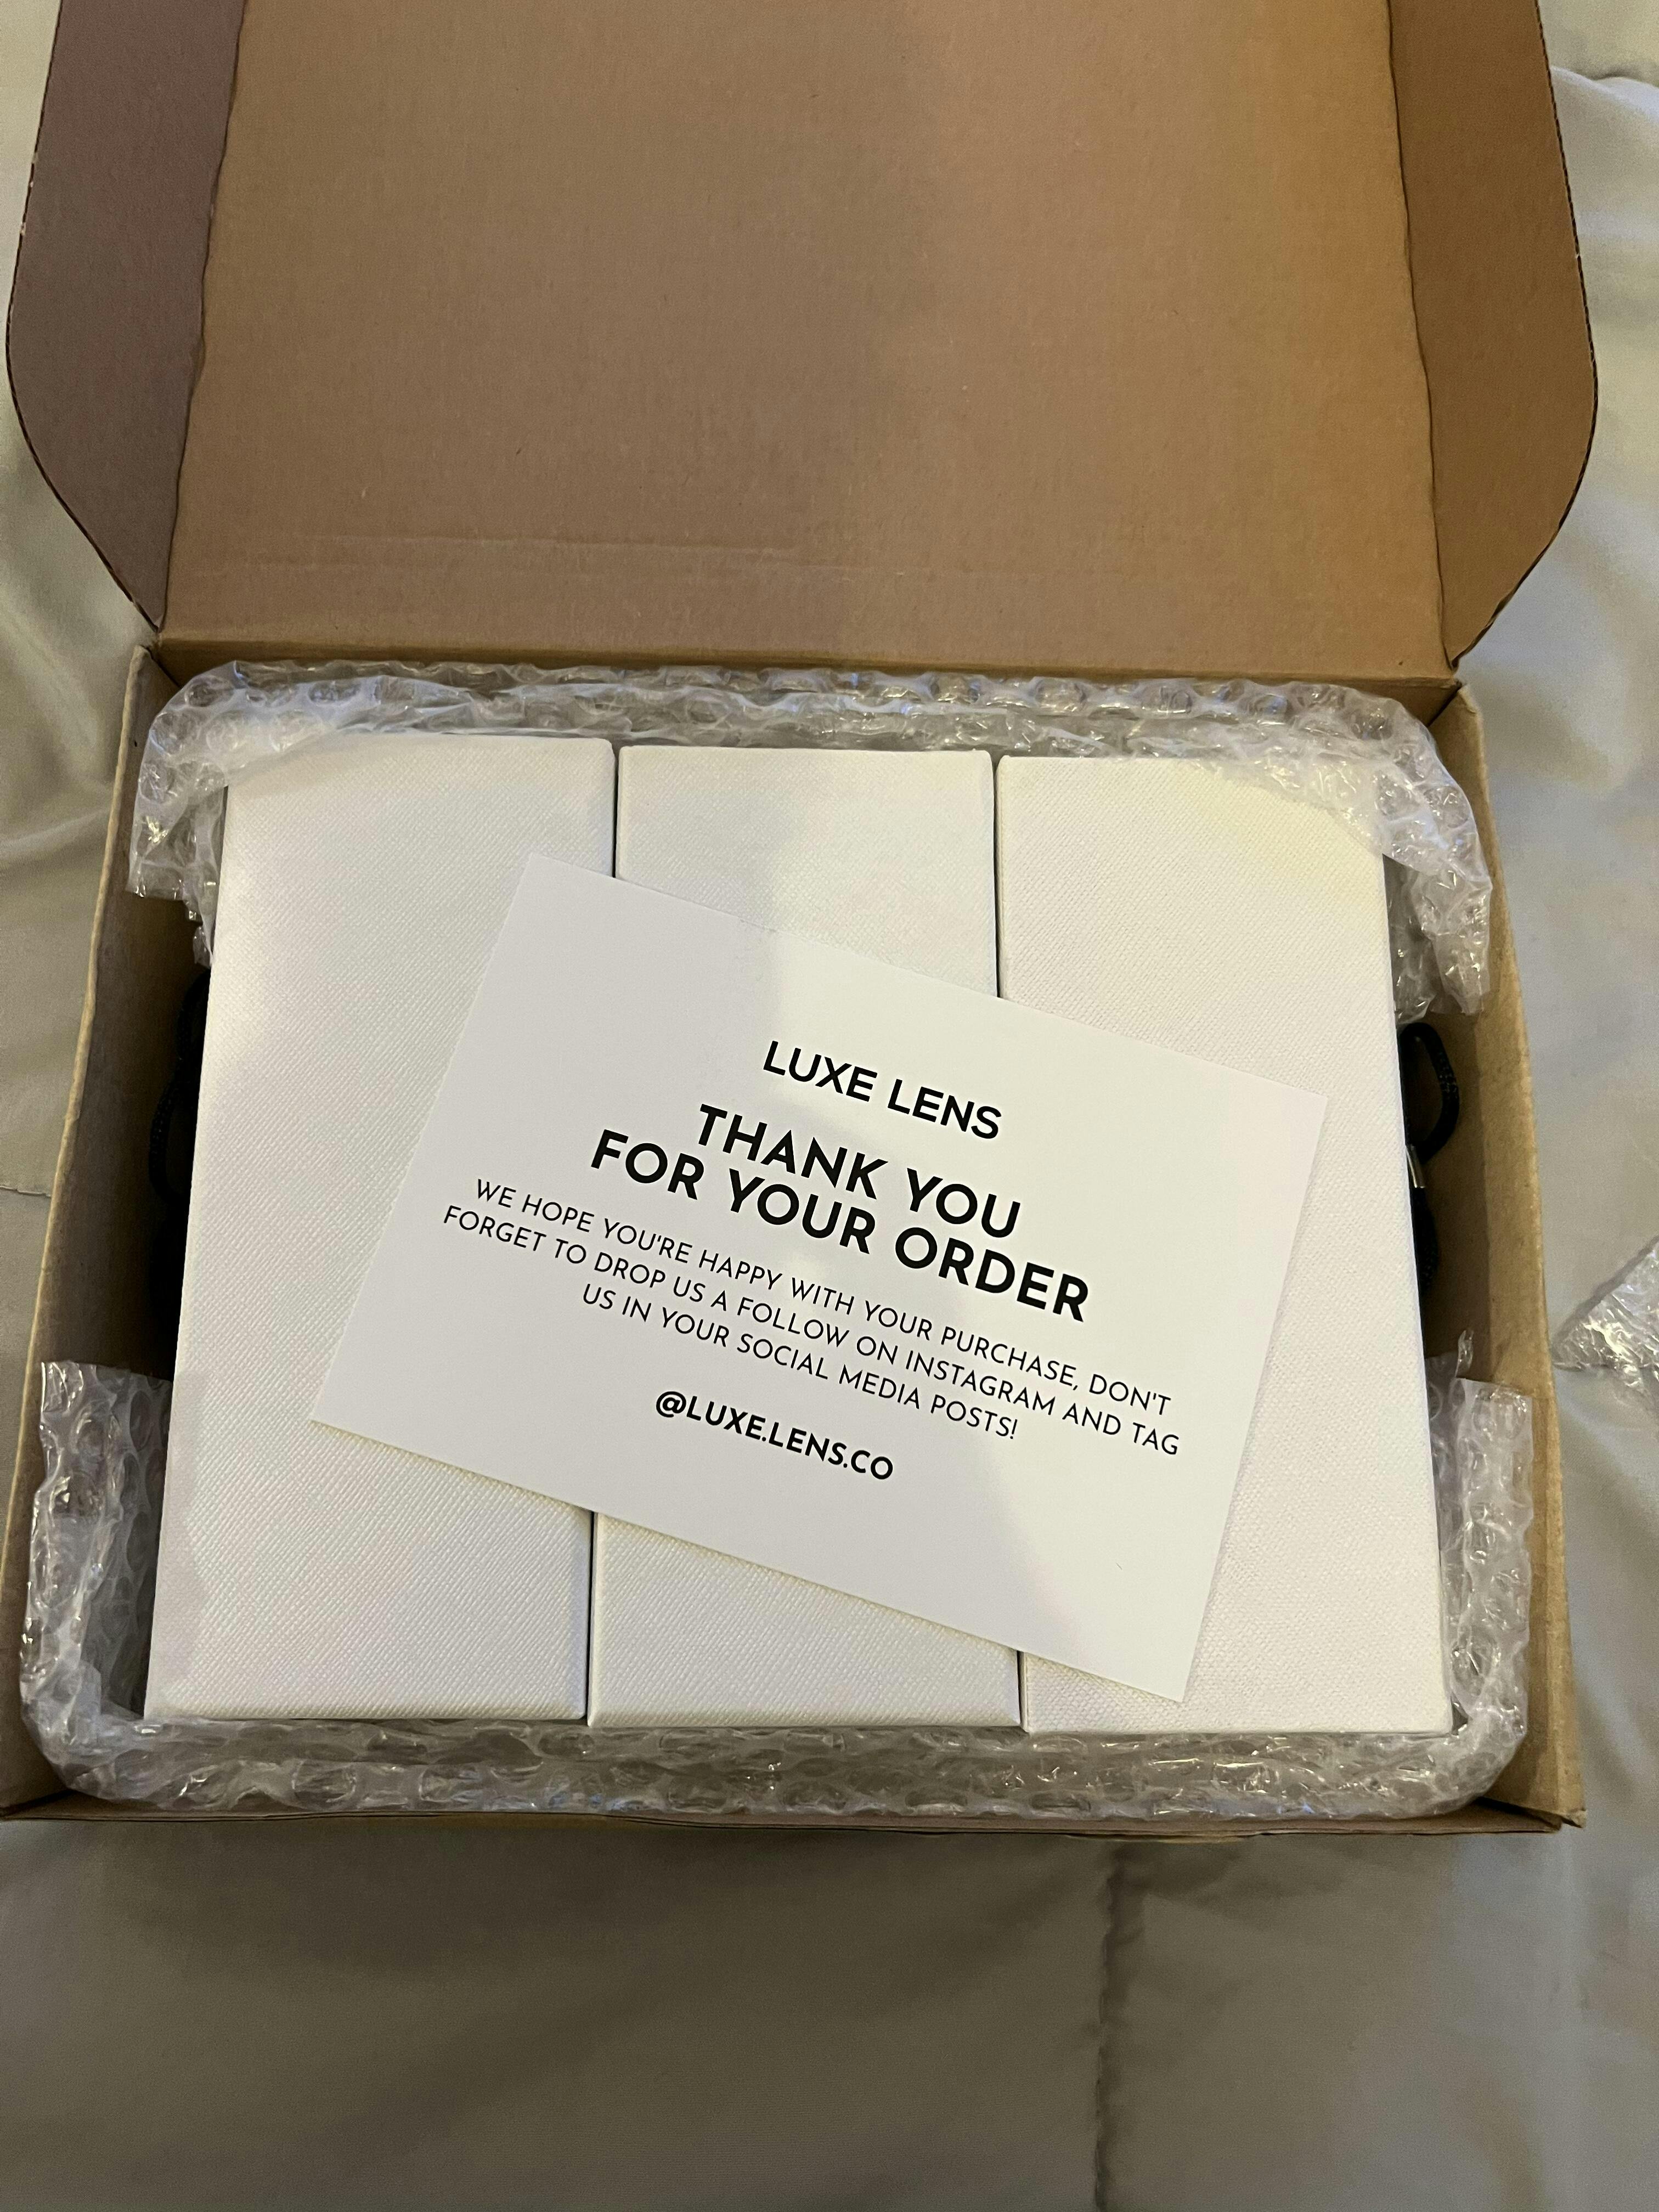 LUXE LENS
THANK YOU
FOR YOUR ORDER
WE HOPE YOU'RE HAPPY WITH YOUR PURCHASE, DON'T
FORGET TO DROP US A FOLLOW ON INSTAGRAM AND TAG
US IN YOUR SOCIAL MEDIA POSTS!
@LUXE.LENS.CO